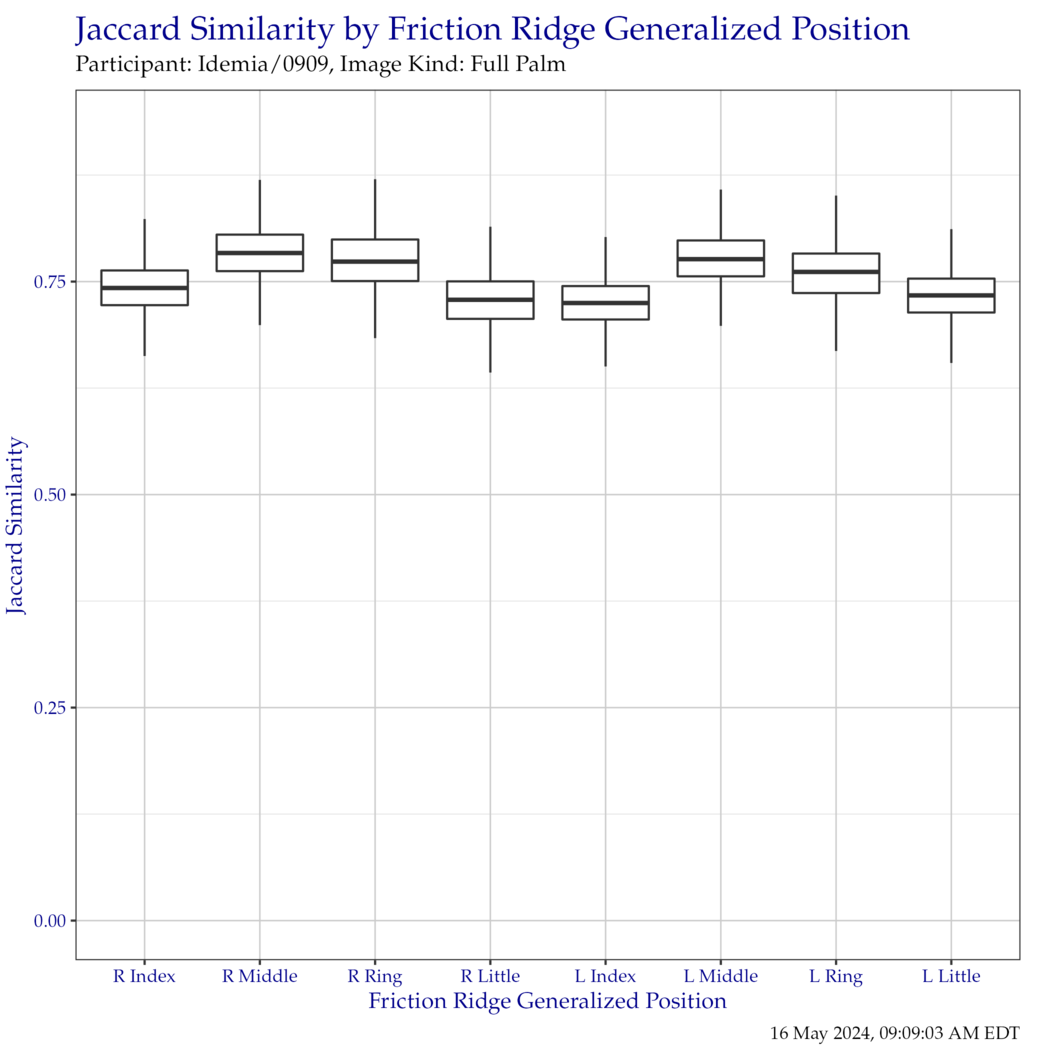 Jaccard Similarity by Friction Ridge Generalized Position
Participant: Idemia/0909, Image Kind: Full Palm
Jaccard Similarity
0.75
0.50
0.25
0.00
R Index R Middle R Ring R Little L Index L Middle L Ring L Little
Friction Ridge Generalized Position
16 May 2024, 09:09:03 AM EDT